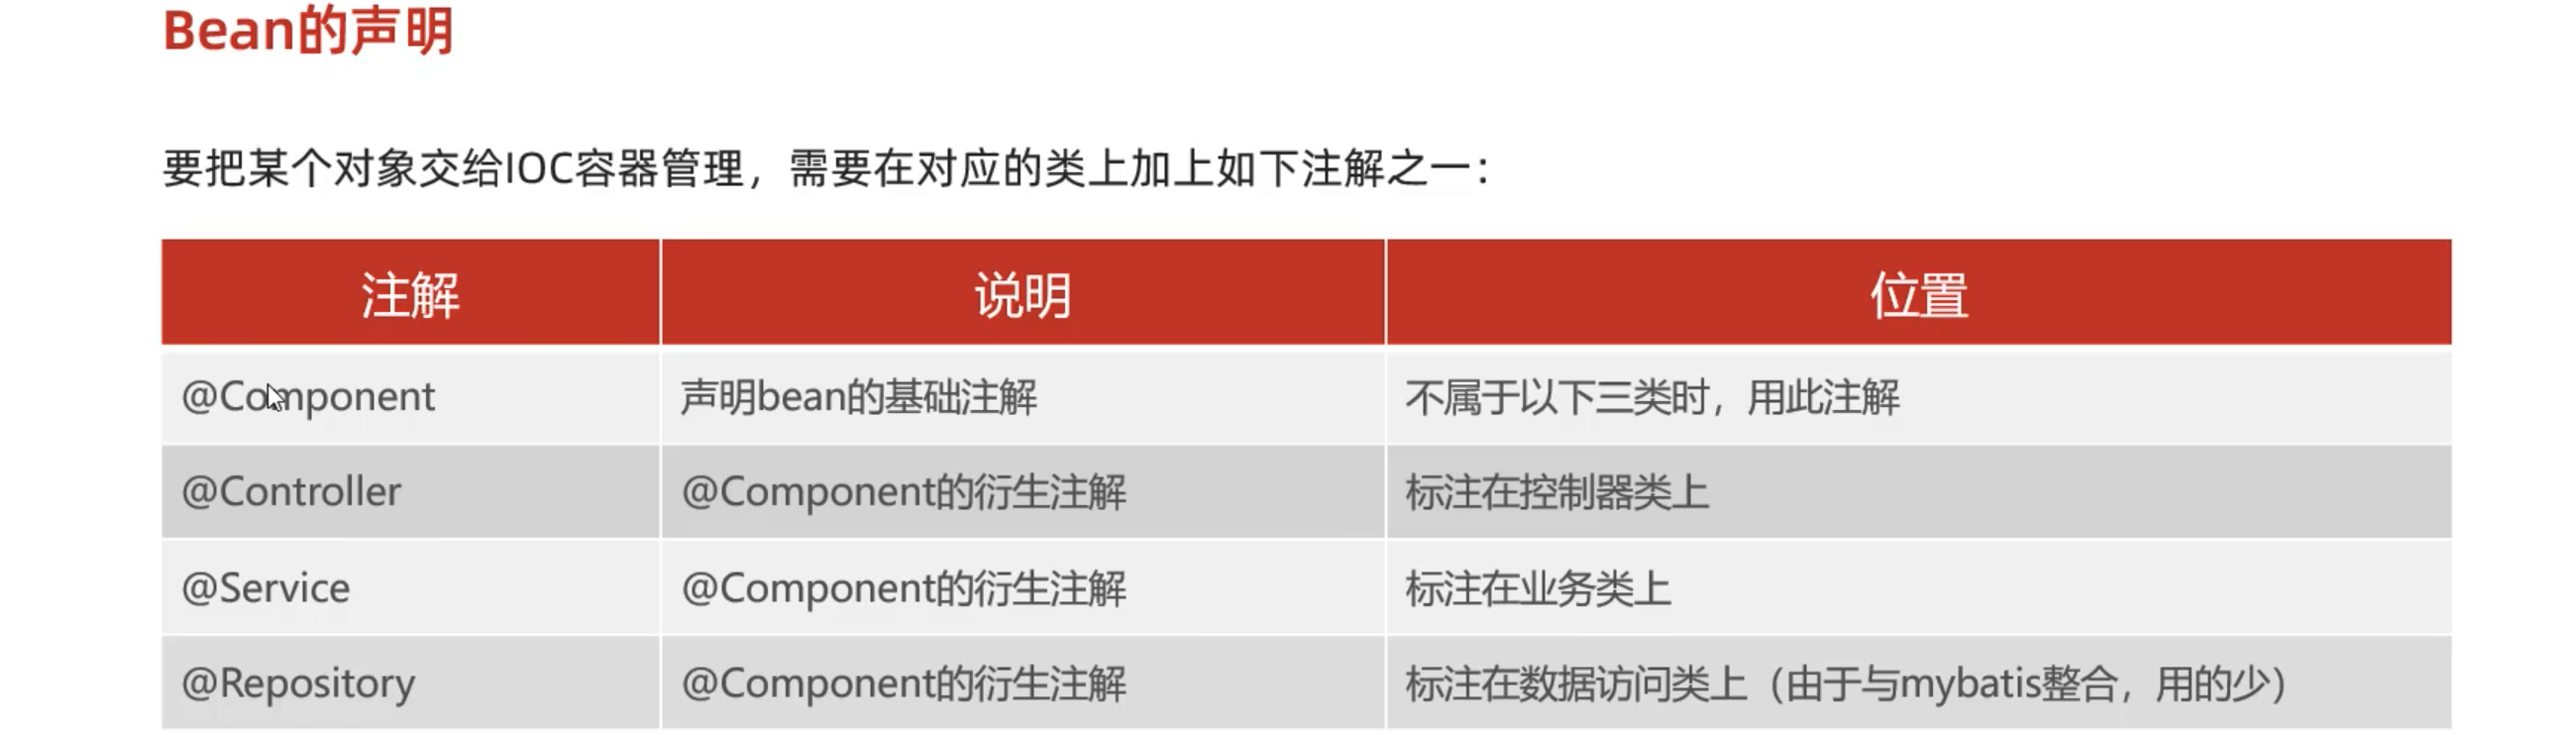 Bean的声明
要把某个对象交给IOC容器管理，需要在对应的类上加上如下注解之一：
注解 说明 位置
@Component 声明bean的基础注解 不属于以下三类时，用此注解
@Controller @Component的衍生注解 标注在控制器类上
@Service @Component的衍生注解 标注在业务类上
@Repository @Component的衍生注解 标注在数据访问类上（由于与mybatis整合，用的少）